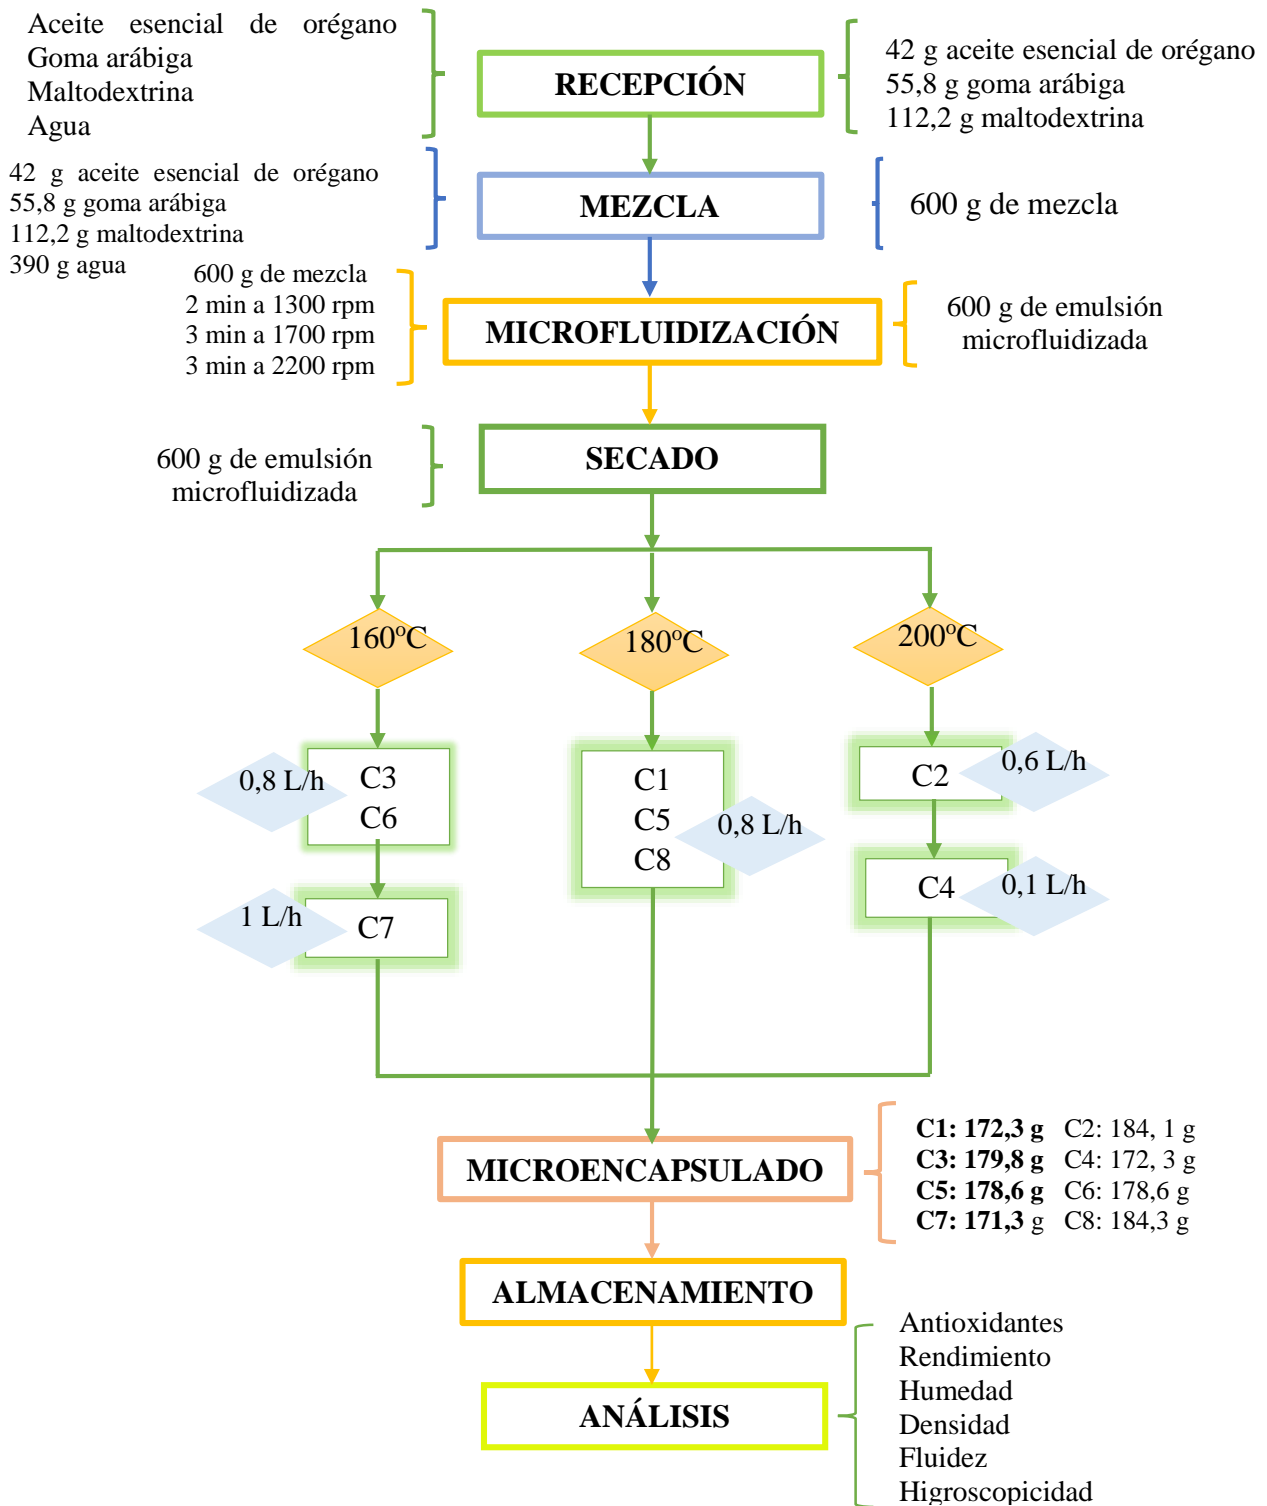 Aceite esencial de orégano
Goma arábiga
Maltodextrina
Agua
RECEPCIÓN
42 g aceite esencial de orégano
55,8 g goma arábiga
112,2 g maltodextrina
42 g aceite esencial de orégano
55,8 g goma arábiga
112,2 g maltodextrina
390 g agua
MEZCLA
600 g de mezcla
600 g de mezcla
2 min a 1300 rpm
3 min a 1700 rpm
3 min a 2200 rpm
MICROFLUIDIZACIÓN
600 g de emulsión
microfluidizada
600 g de emulsión
microfluidizada
SECADO
160ºC
180ºC
200ºC
0,8 L/h
C3
C6
C1
C5
C8
0,8 L/h
C2
0,6 L/h
1 L/h
C7
C4
0,1 L/h
MICROENCAPSULADO
C1: 172,3 g C2: 184, 1 g
C3: 179,8 g C4: 172, 3 g
C5: 178,6 g C6: 178,6 g
C7: 171,3 g C8: 184,3 g
ALMACENAMIENTO
ANÁLISIS
Antioxidantes
Rendimiento
Humedad
Densidad
Fluidez
Higroscopicidad